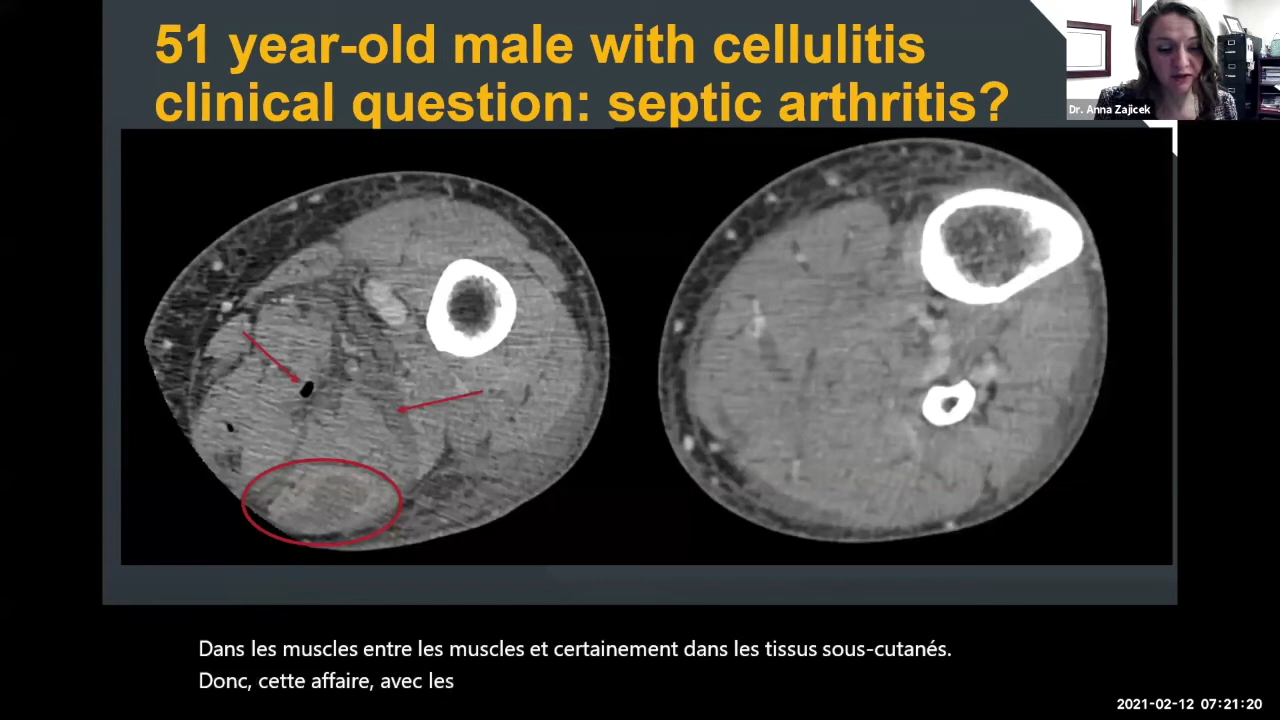 51 year-old male with cellulitis
clinical question: septic arthritis?
Dr. Anna Zajicek
Dans les muscles entre les muscles et certainement dans les tissus sous-cutanés.
Donc, cette affaire, avec les
2021-02-12 07:21:20